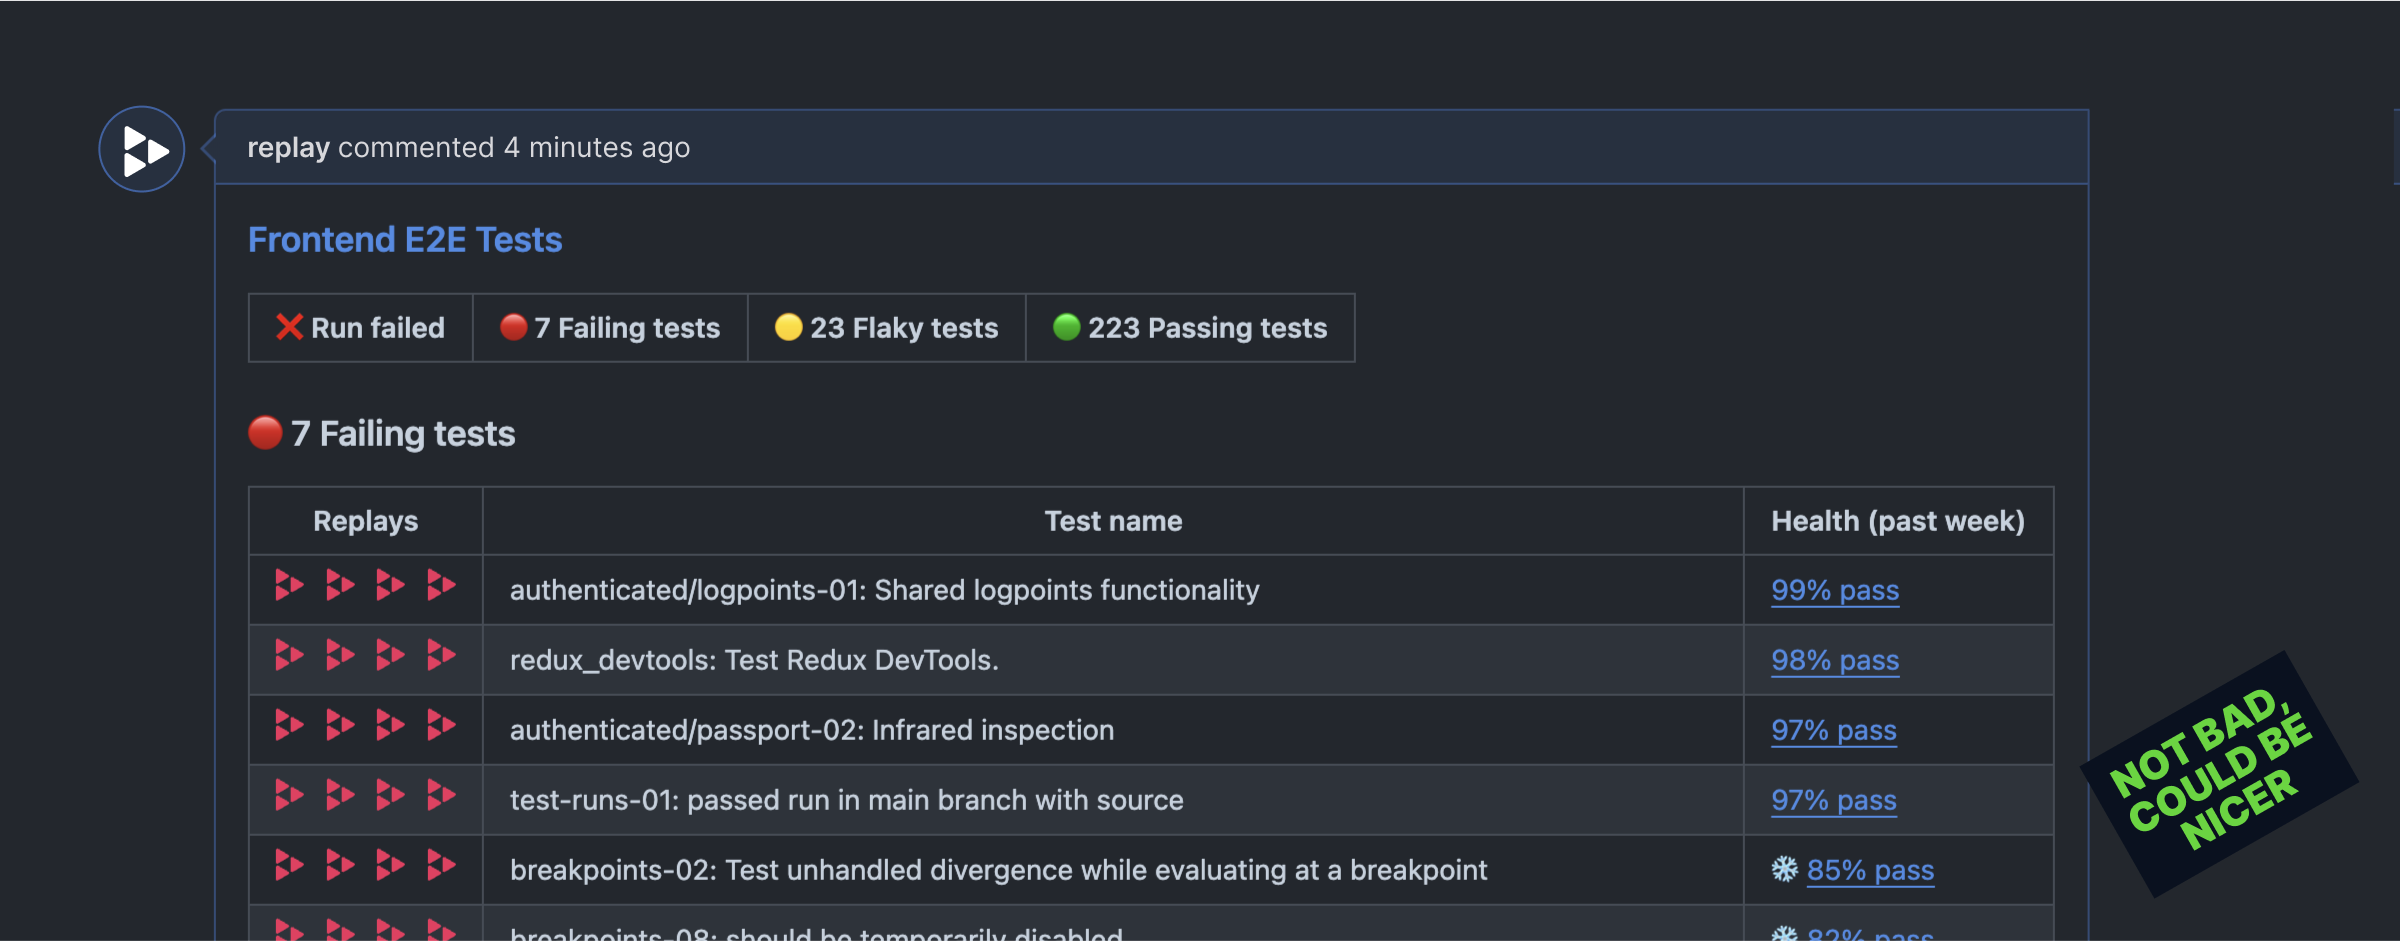 replay commented 4 minutes ago
Frontend E2E Tests
❌ Run failed 🔴 7 Failing tests 🟡 23 Flaky tests 🟢 223 Passing tests
🔴 7 Failing tests
Replays Test name Health (past week)
authenticated/logpoints-01: Shared logpoints functionality 99% pass
redux_devtools: Test Redux DevTools. 98% pass
authenticated/passport-02: Infrared inspection 97% pass
test-runs-01: passed run in main branch with source 97% pass
breakpoints-02: Test unhandled divergence while evaluating at a breakpoint ❄️ 85% pass
breakpoints-08: should be temporarily disabled ❄️ 82% pass
NOT BAD,
COULD BE
NICER